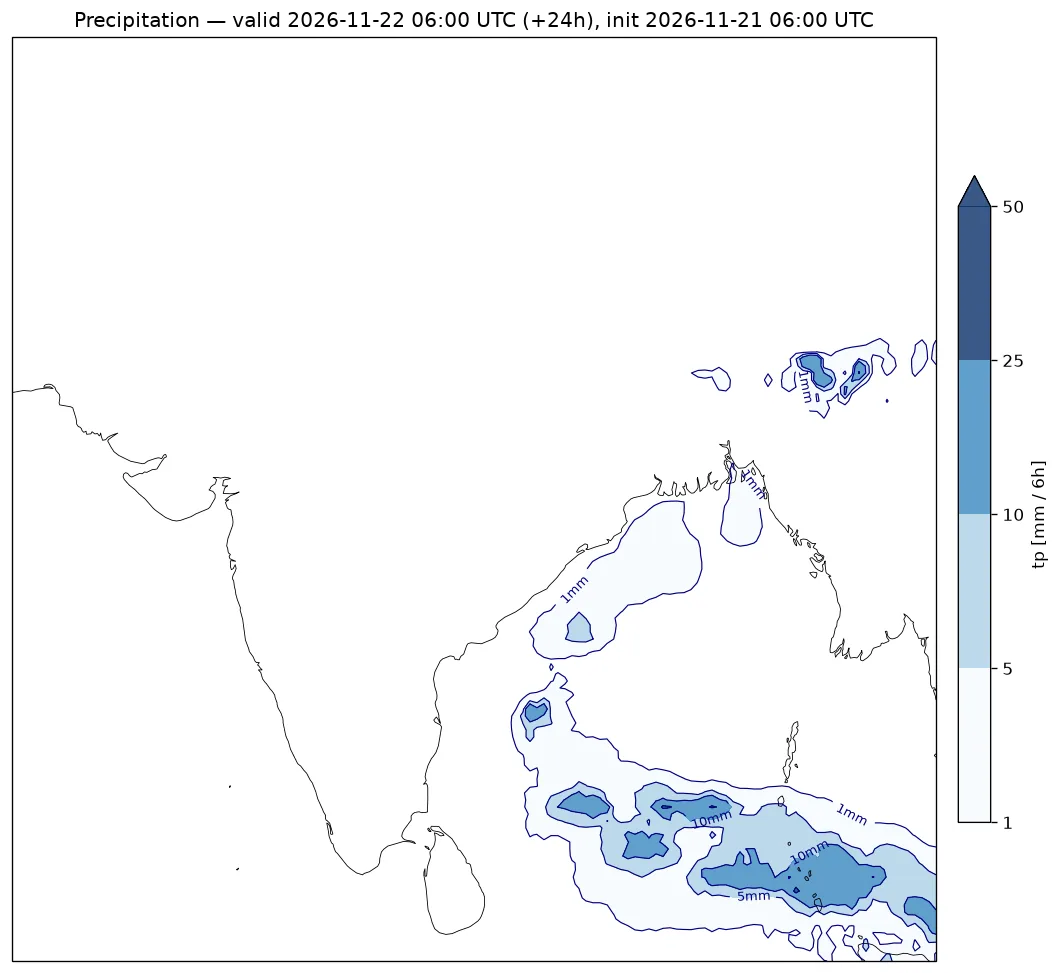 Precipitation — valid 2026-11-22 06:00 UTC (+24h), init 2026-11-21 06:00 UTC
1mm
1mm
1mm
1mm
10mm
10mm
5mm
50
25
10
5
1
tp [mm / 6h]